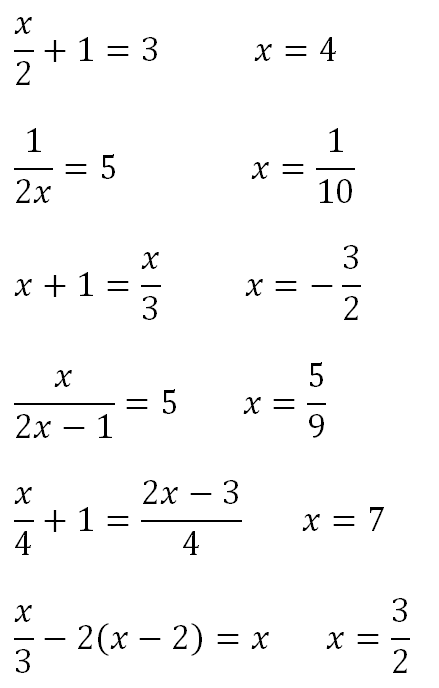 x/2 + 1 = 3 x = 4
1/2x = 5 x = 1/10
x + 1 = x/3 x = −3/2
x/2x − 1 = 5 x = 5/9
x/4 + 1 = 2x − 3/4 x = 7
x/3 − 2(x − 2) = x x = 3/2